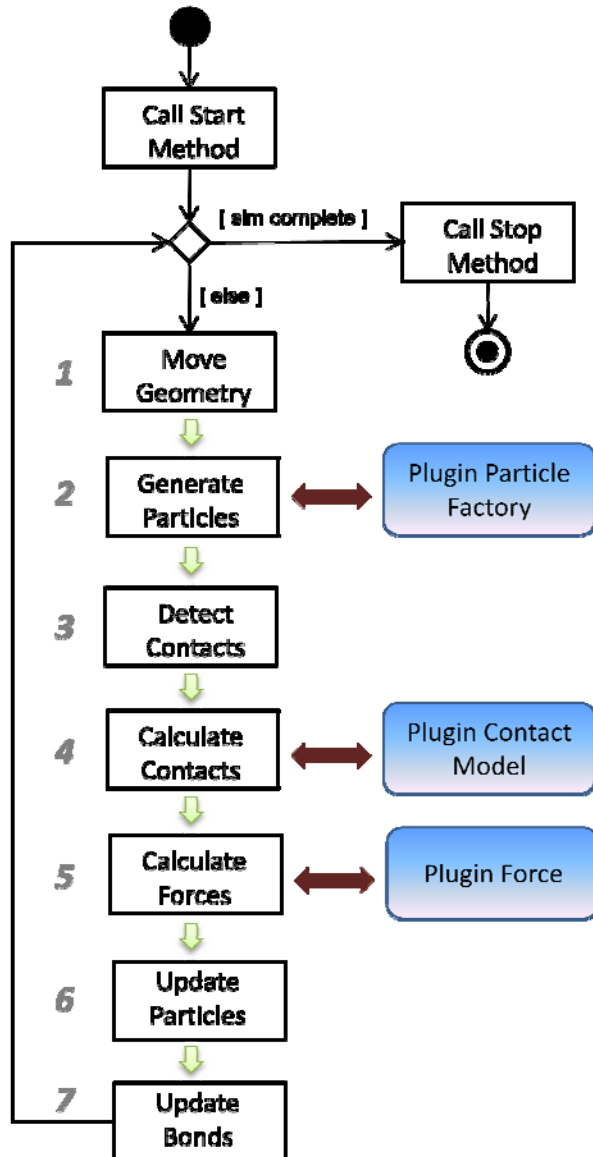 Call Start
Method
[ sim complete ]
Call Stop
Method
[ else ]
1
Move
Geometry
2
Generate
Particles
Plugin Particle
Factory
3
Detect
Contacts
4
Calculate
Contacts
Plugin Contact
Model
5
Calculate
Forces
Plugin Force
6
Update
Particles
7
Update
Bonds